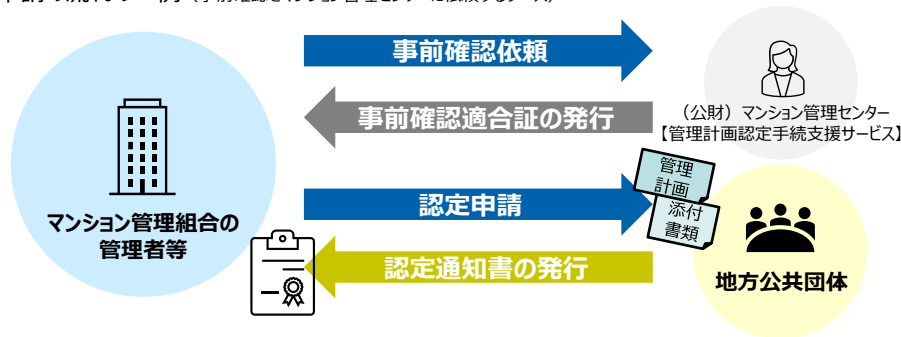 事前確認依頼
事前確認適合証の発行
(公財)マンション管理センター
【管理計画認定手続支援サービス】
管理
計画
添付
書類
認定申請
マンション管理組合の
管理者等
認定通知書の発行
地方公共団体